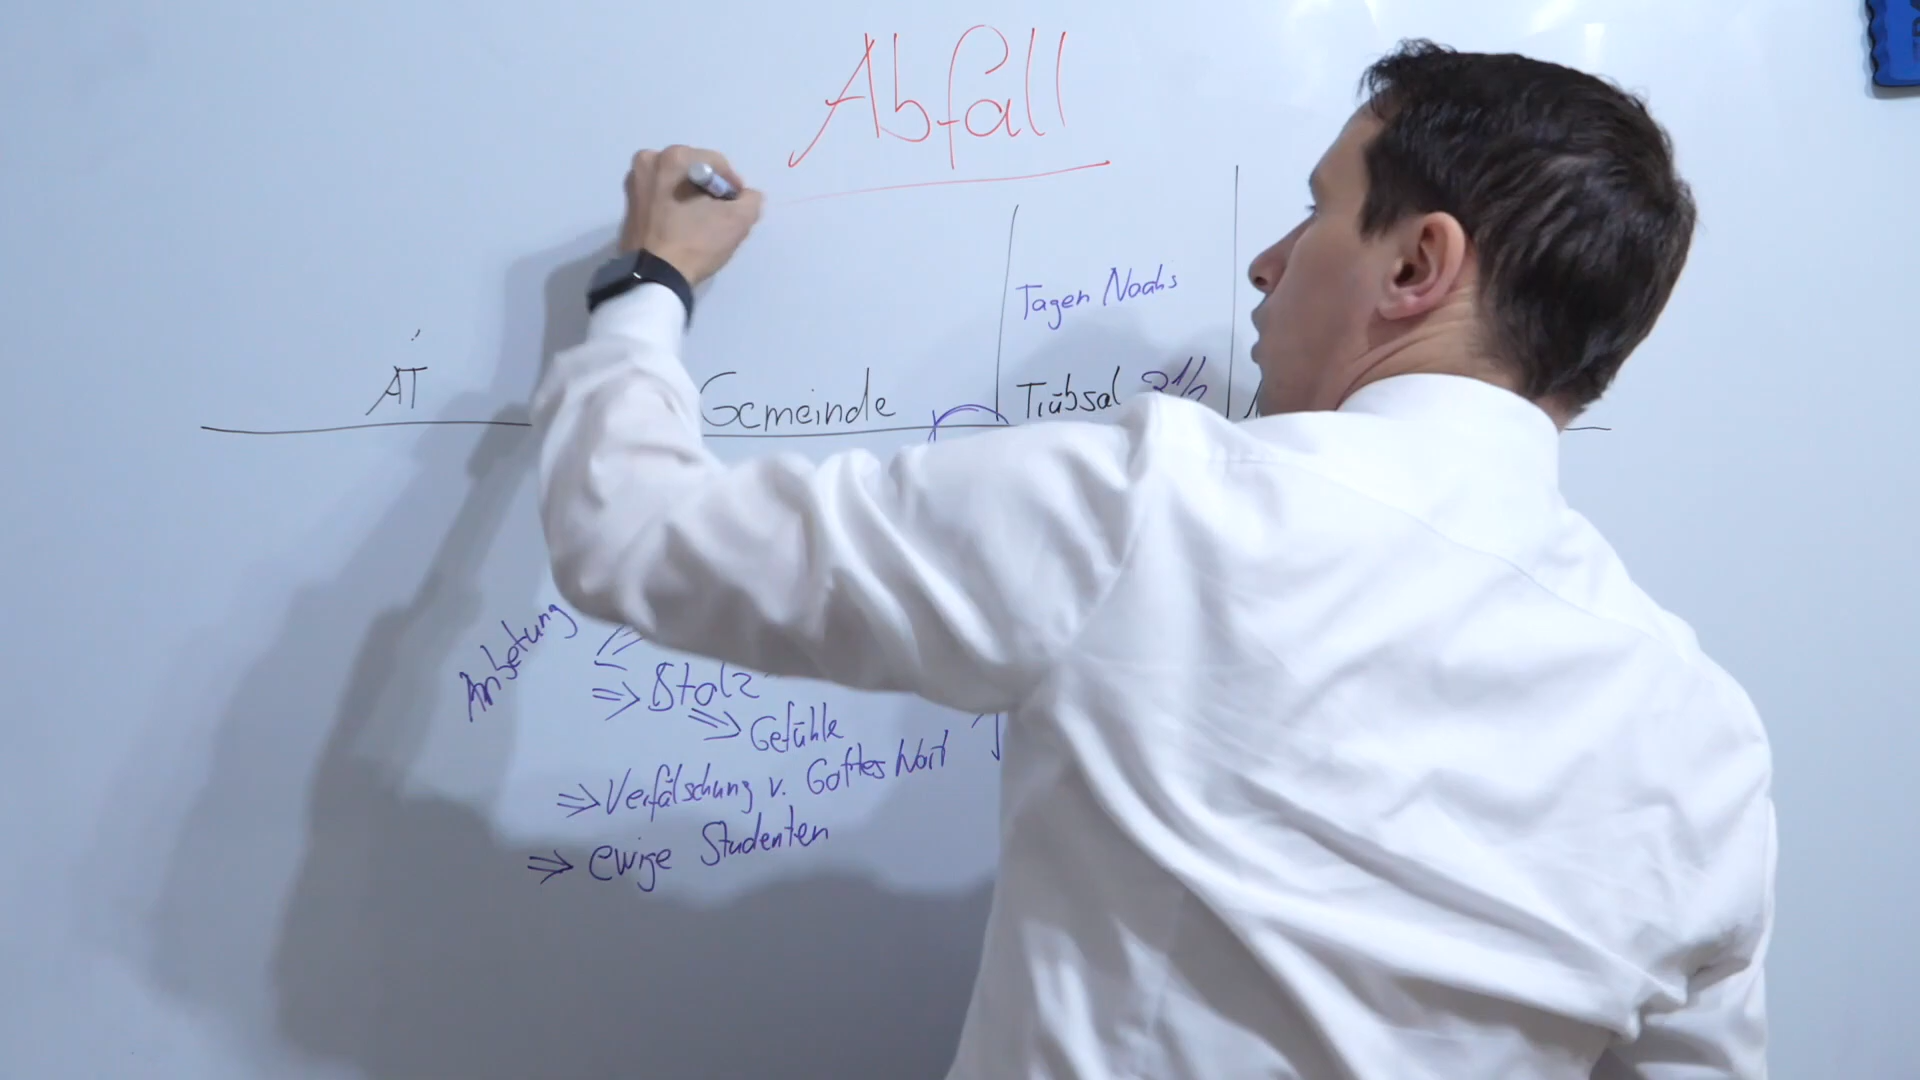 Abfall
Tagen Noahs
AT
Gemeinde
Trübsal
Anbetung
⇒ Stolz
⇒ Gefühle
⇒ Verfälschung v. Gottes Wort
⇒ ewige Studenten